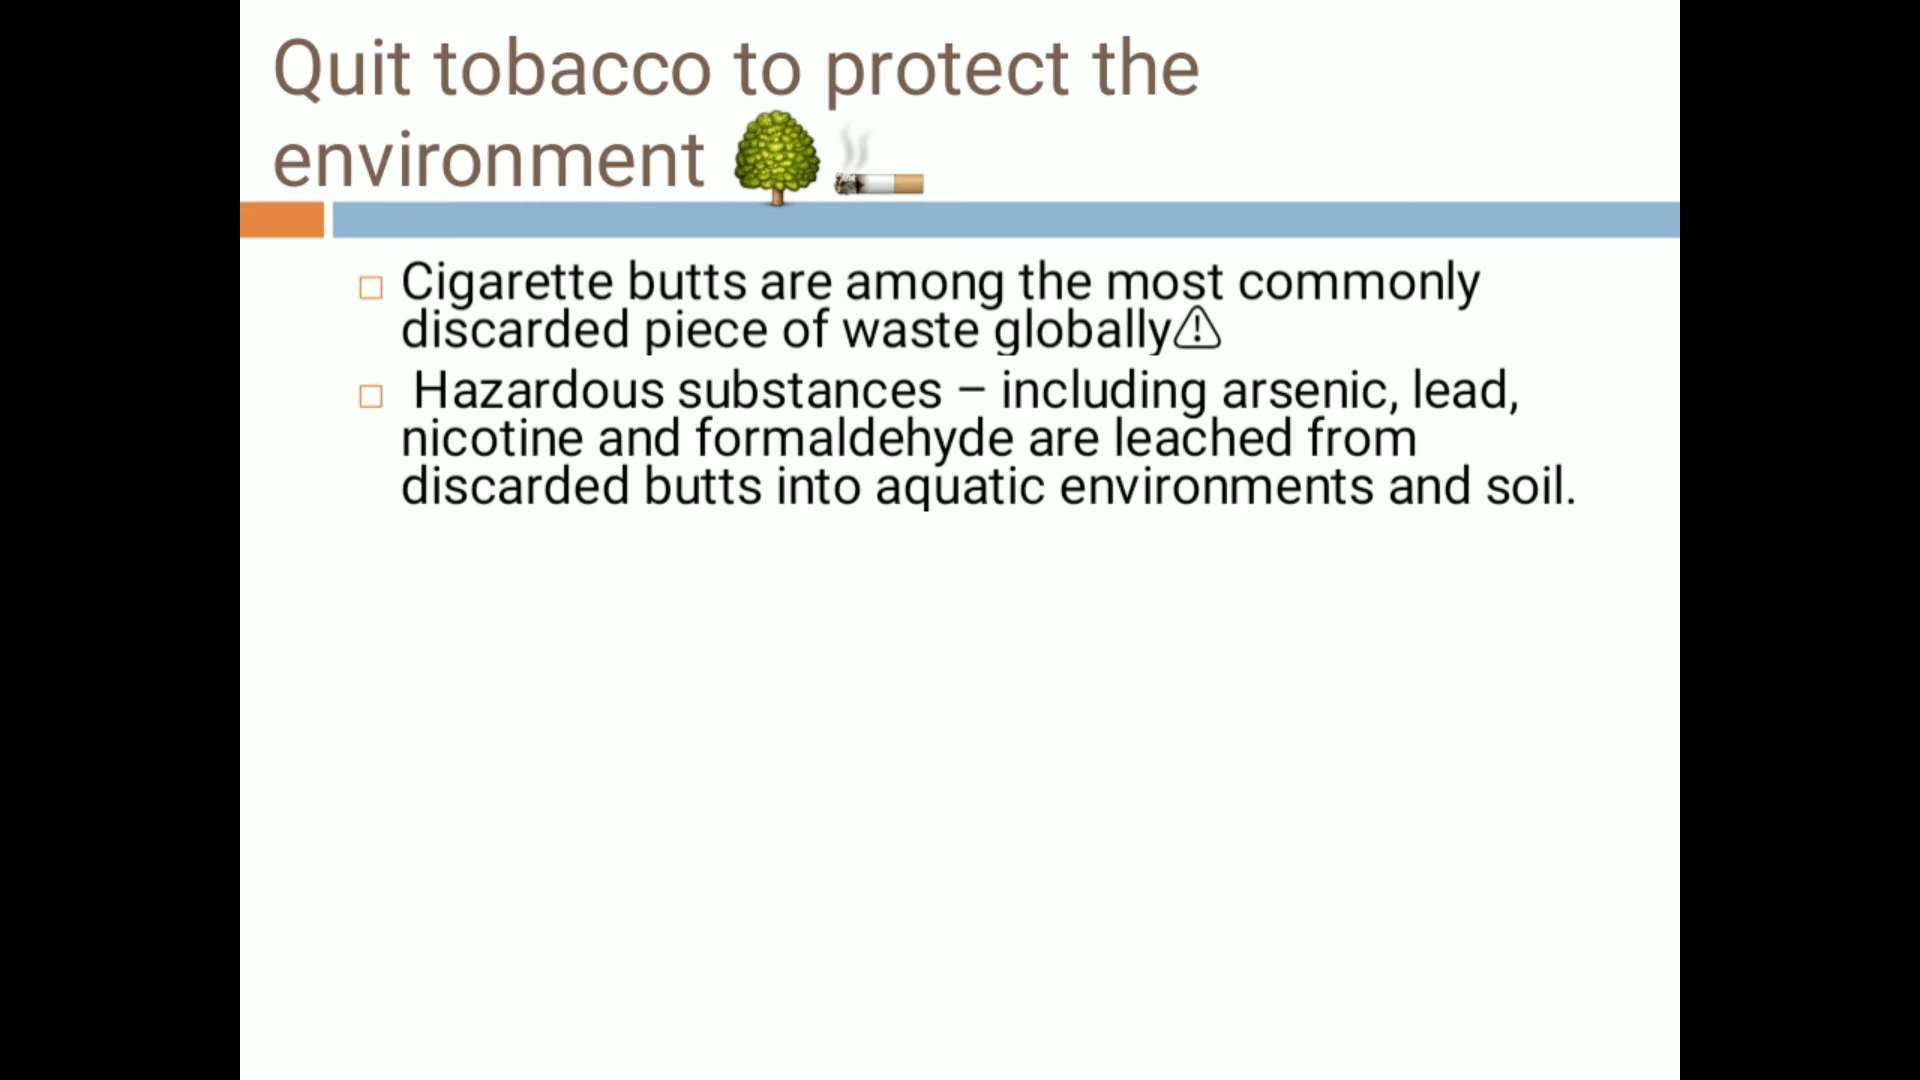 Quit tobacco to protect the
environment 🌳🚬
Cigarette butts are among the most commonly
discarded piece of waste globally⚠
Hazardous substances – including arsenic, lead,
nicotine and formaldehyde are leached from
discarded butts into aquatic environments and soil.